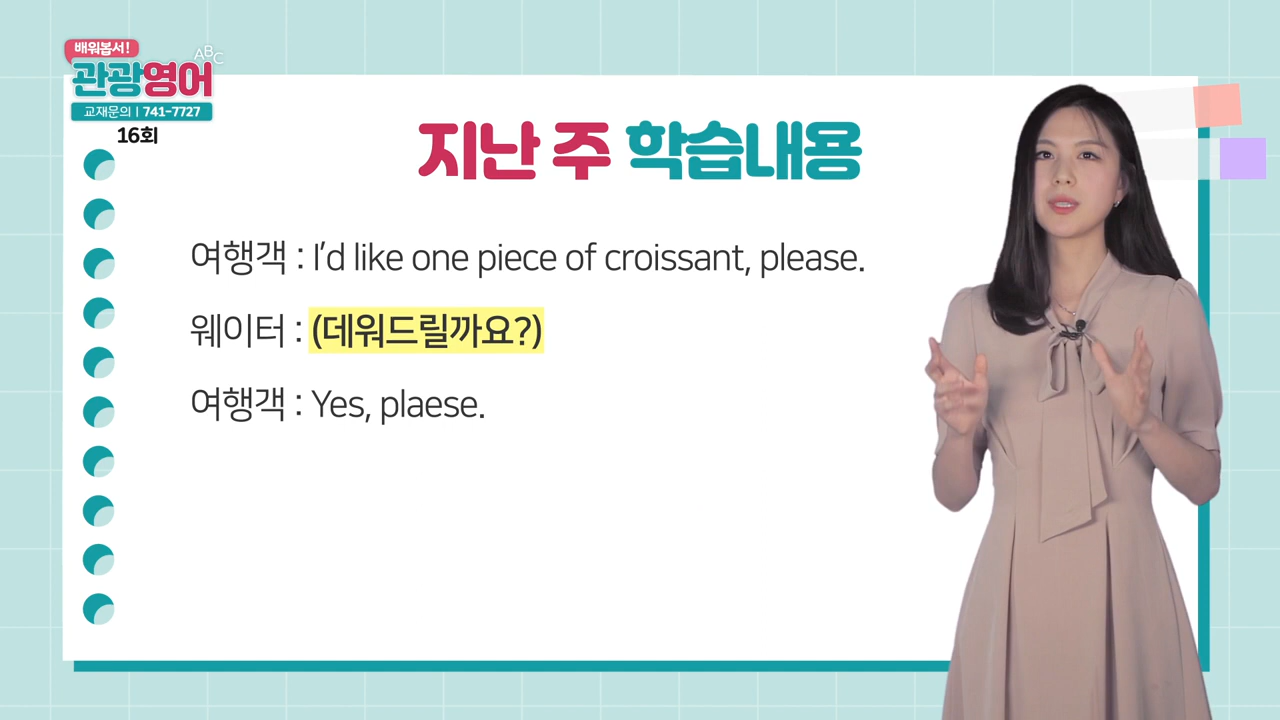 배워봅서!
ABC
관광영어
교재문의 | 741-7727
16회
지난 주 학습내용
여행객 : I'd like one piece of croissant, please.
웨이터 : (데워드릴까요?)
여행객 : Yes, plaese.